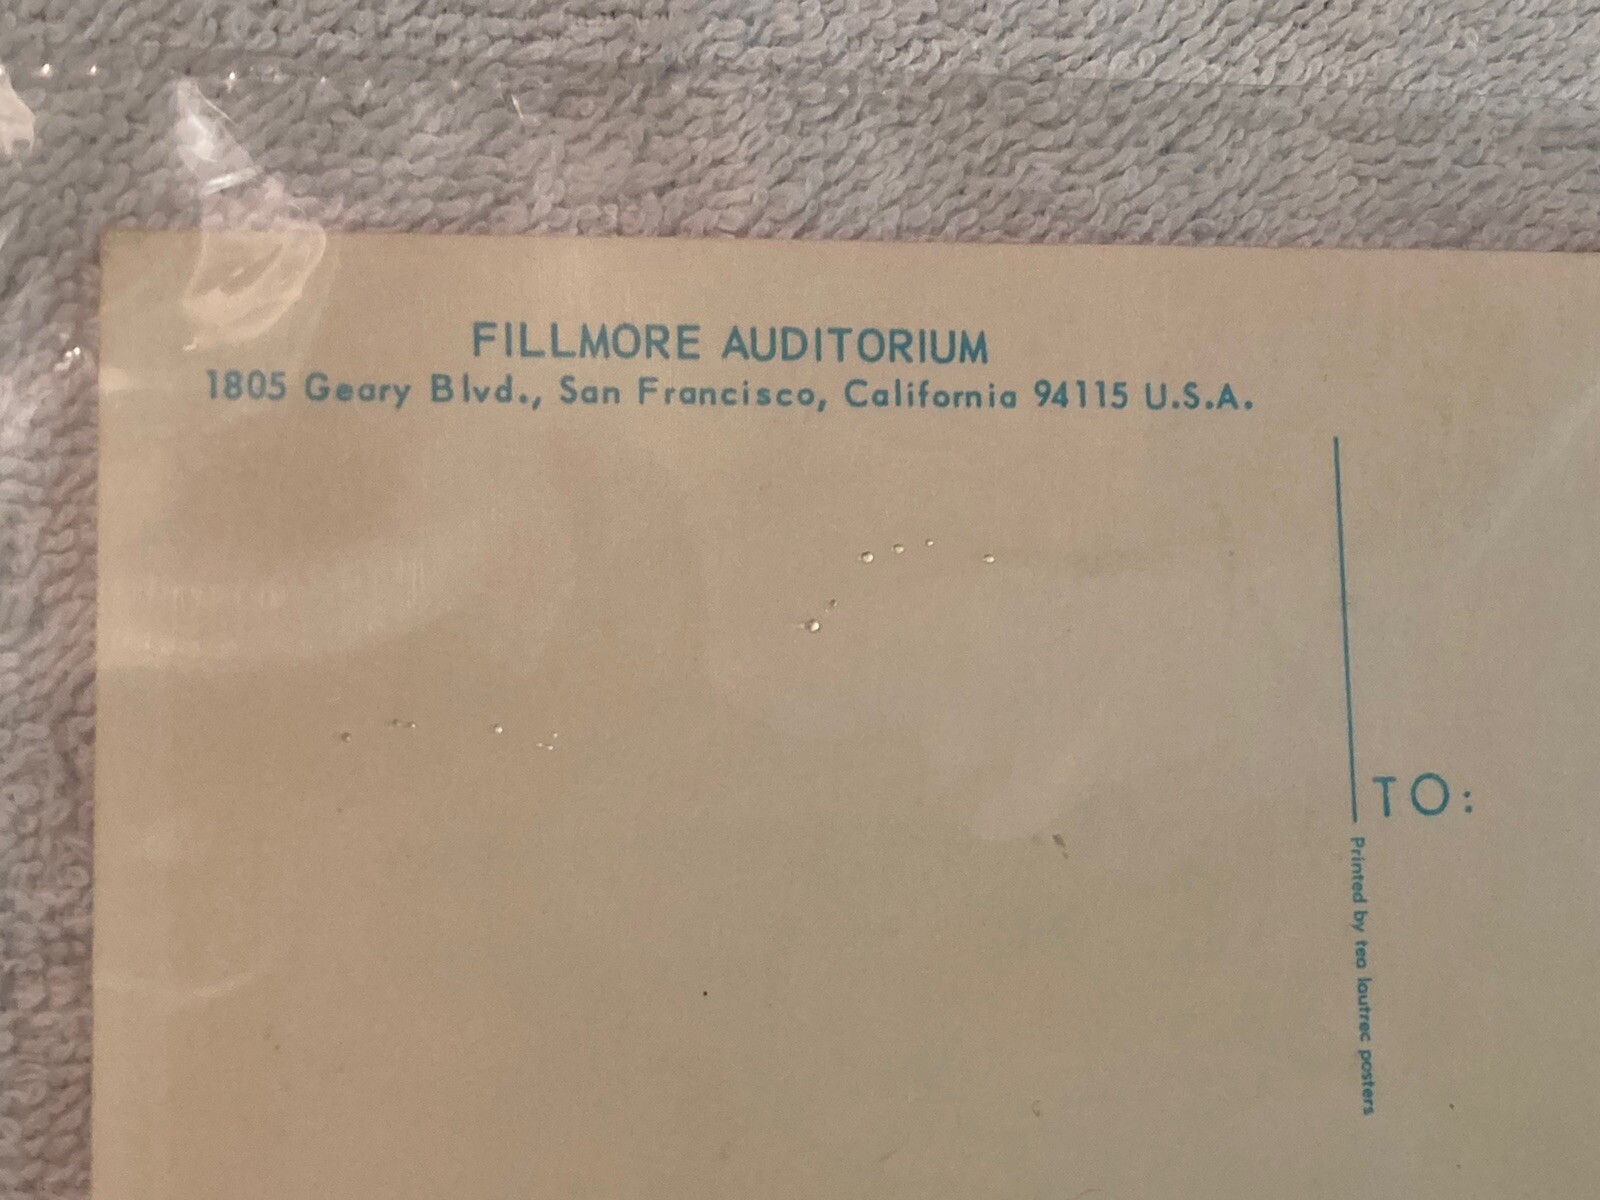 FILLMORE AUDITORIUM
1805 Geary Blvd., San Francisco, California 94115 U.S.A.
TO:
Printed by tea lautrec posters